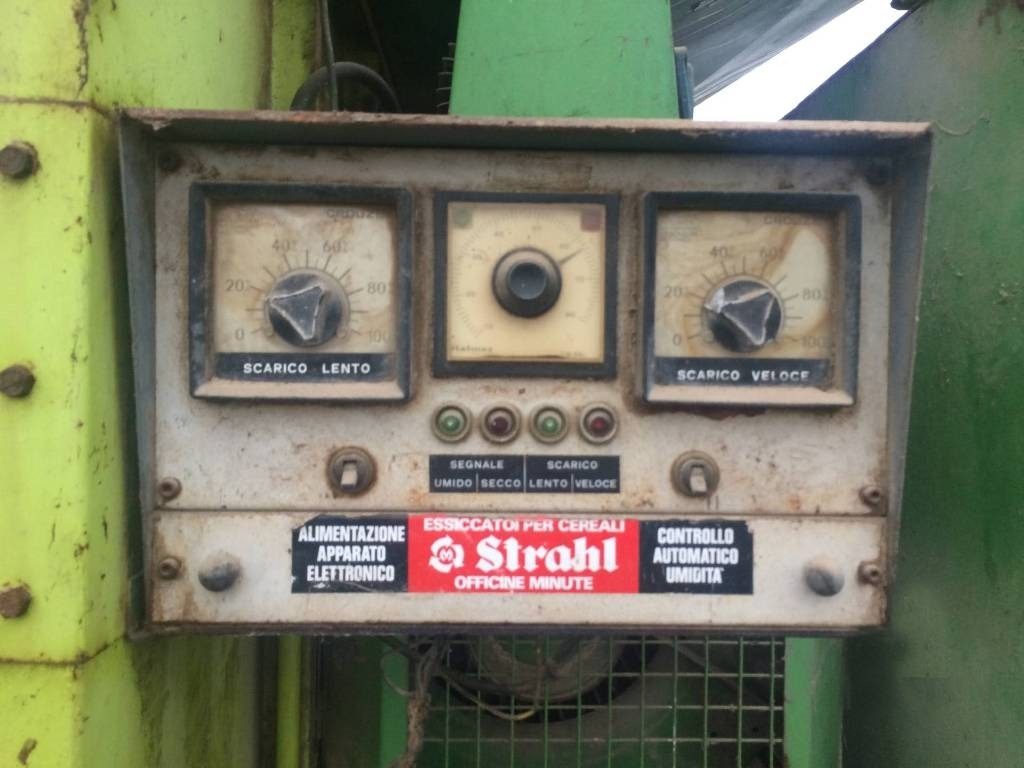 CROUZET
40%
60%
20%
80%
0
100
SCARICO LENTO
40%
60%
20%
80%
0
100
SCARICO VELOCE
SEGNALE
UMIDO SECCO
SCARICO
LENTO VELOCE
ALIMENTAZIONE
APPARATO
ELETTRONICO
ESSICCATOI PER CEREALI
Strahl
OFFICINE MINUTE
CONTROLLO
AUTOMATICO
UMIDITA'